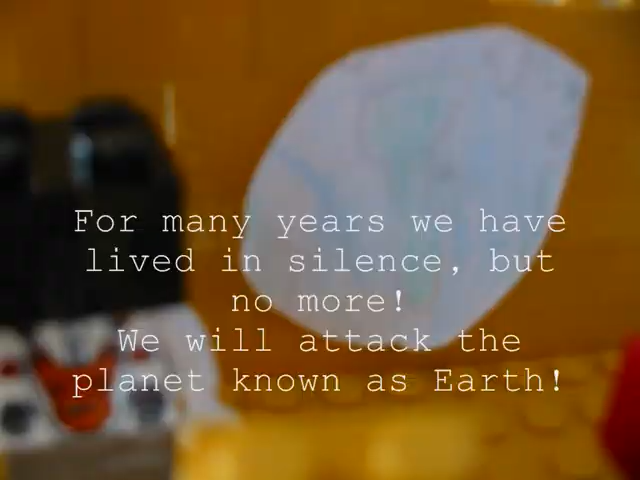 For many years we have
lived in silence, but
no more!
We will attack the
planet known as Earth!